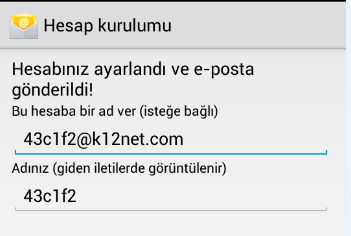 Hesap kurulumu
Hesabınız ayarlandı ve e-posta
gönderildi!
Bu hesaba bir ad ver (isteğe bağlı)
43c1f2@k12net.com
Adınız (giden iletilerde görüntülenir)
43c1f2